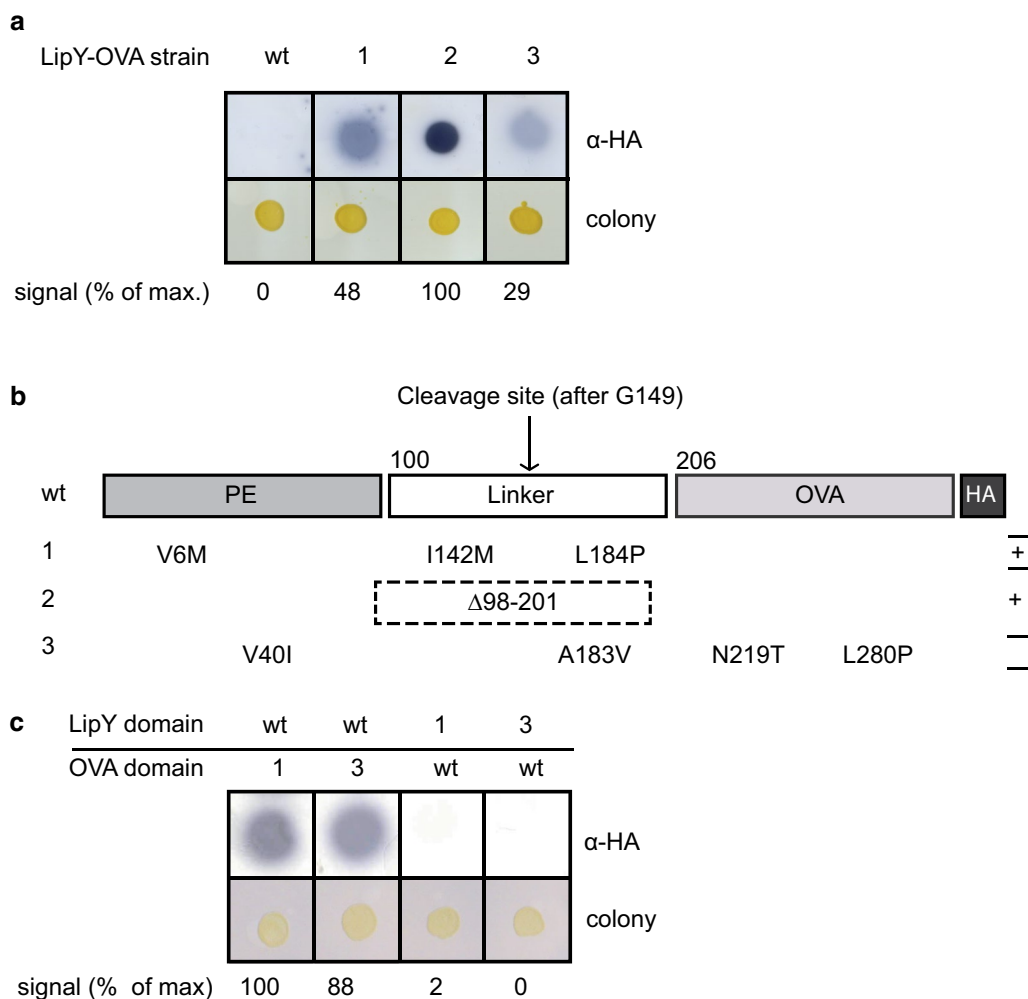 a
LipY-OVA strain wt 1 2 3
α-HA
colony
signal (% of max.) 0 48 100 29
b
Cleavage site (after G149)
100 206
wt PE Linker OVA HA
1 V6M I142M L184P +
2 Δ98-201 +
3 V40I A183V N219T L280P
c
LipY domain wt wt 1 3
OVA domain 1 3 wt wt
α-HA
colony
signal (% of max) 100 88 2 0